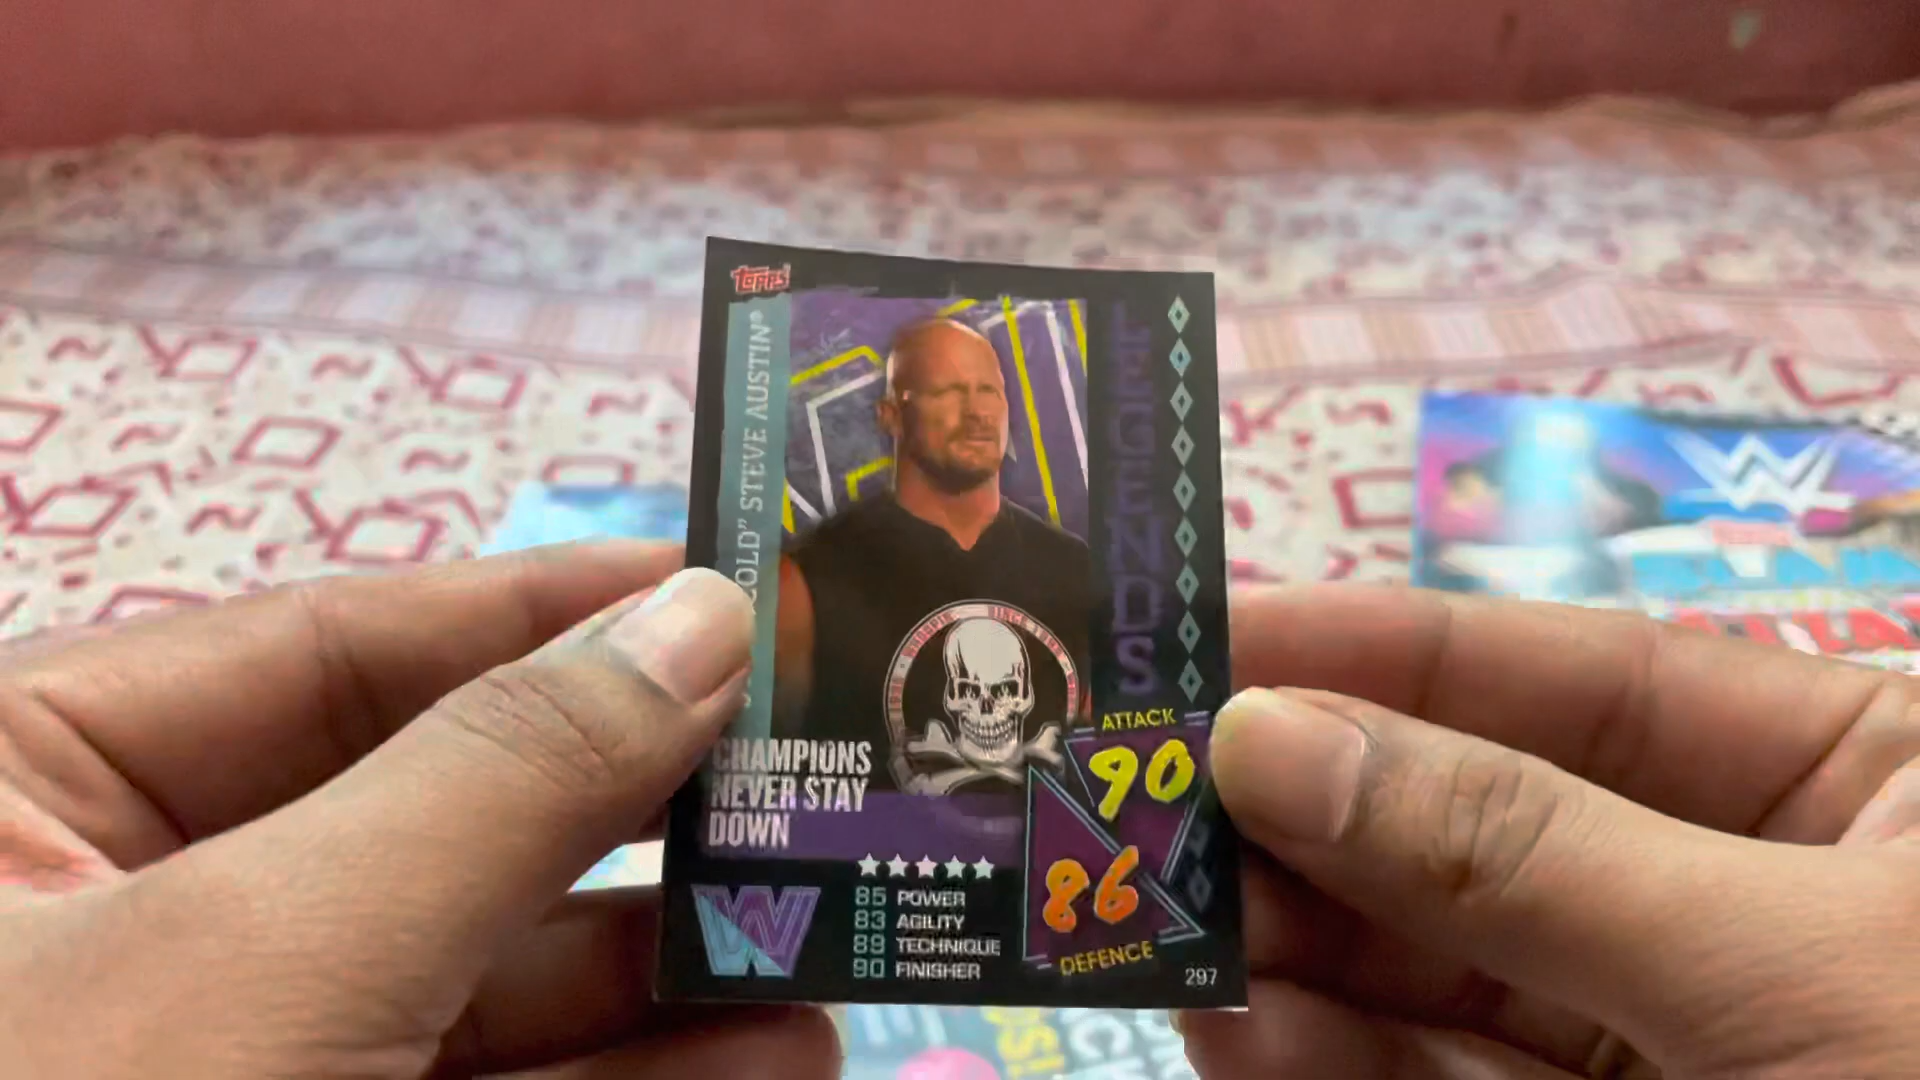 Topps
COLD" STEVE AUSTIN®
LEGENDS
CHAMPIONS
NEVER STAY
DOWN
ATTACK
90
86
DEFENCE
85 POWER
83 AGILITY
89 TECHNIQUE
90 FINISHER
297